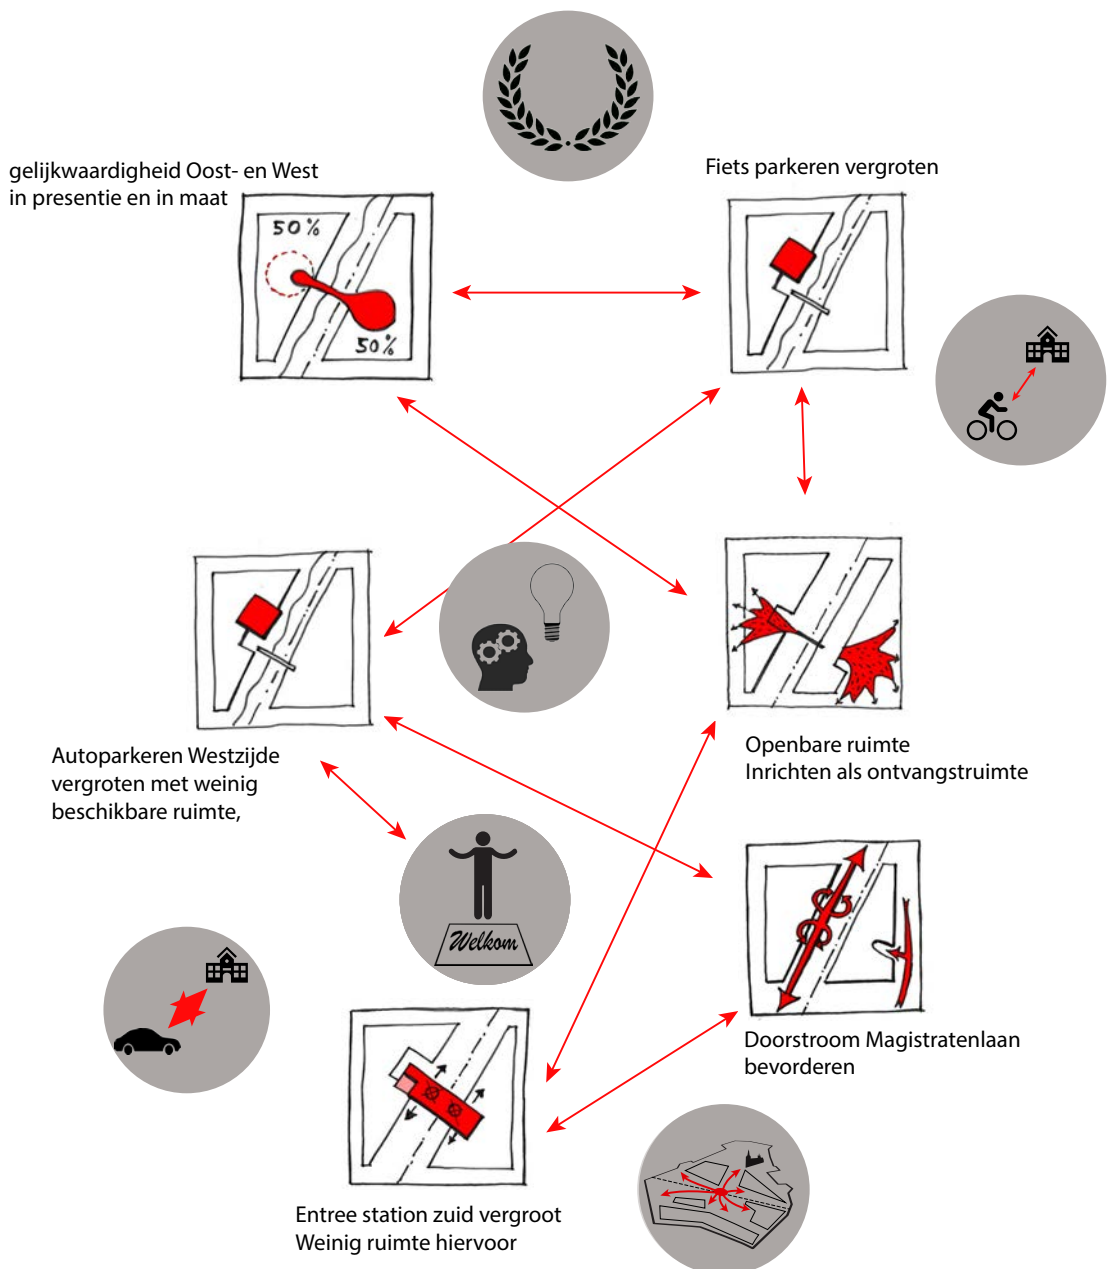 gelijkwaardigheid Oost- en West
in presentie en in maat
Fiets parkeren vergroten
50%
50%
Autoparkeren Westzijde
vergroten met weinig
beschikbare ruimte,
Openbare ruimte
Inrichten als ontvangstruimte
Welkom
Doorstroom Magistratenlaan
bevorderen
Entree station zuid vergroot
Weinig ruimte hiervoor